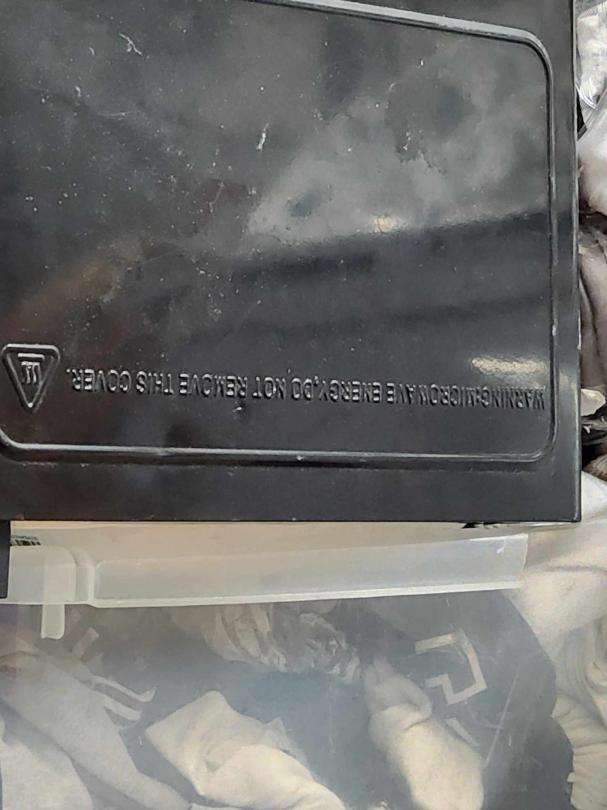 WARNING:MICROWAVE ENERGY,DO NOT REMOVE THIS COVER.